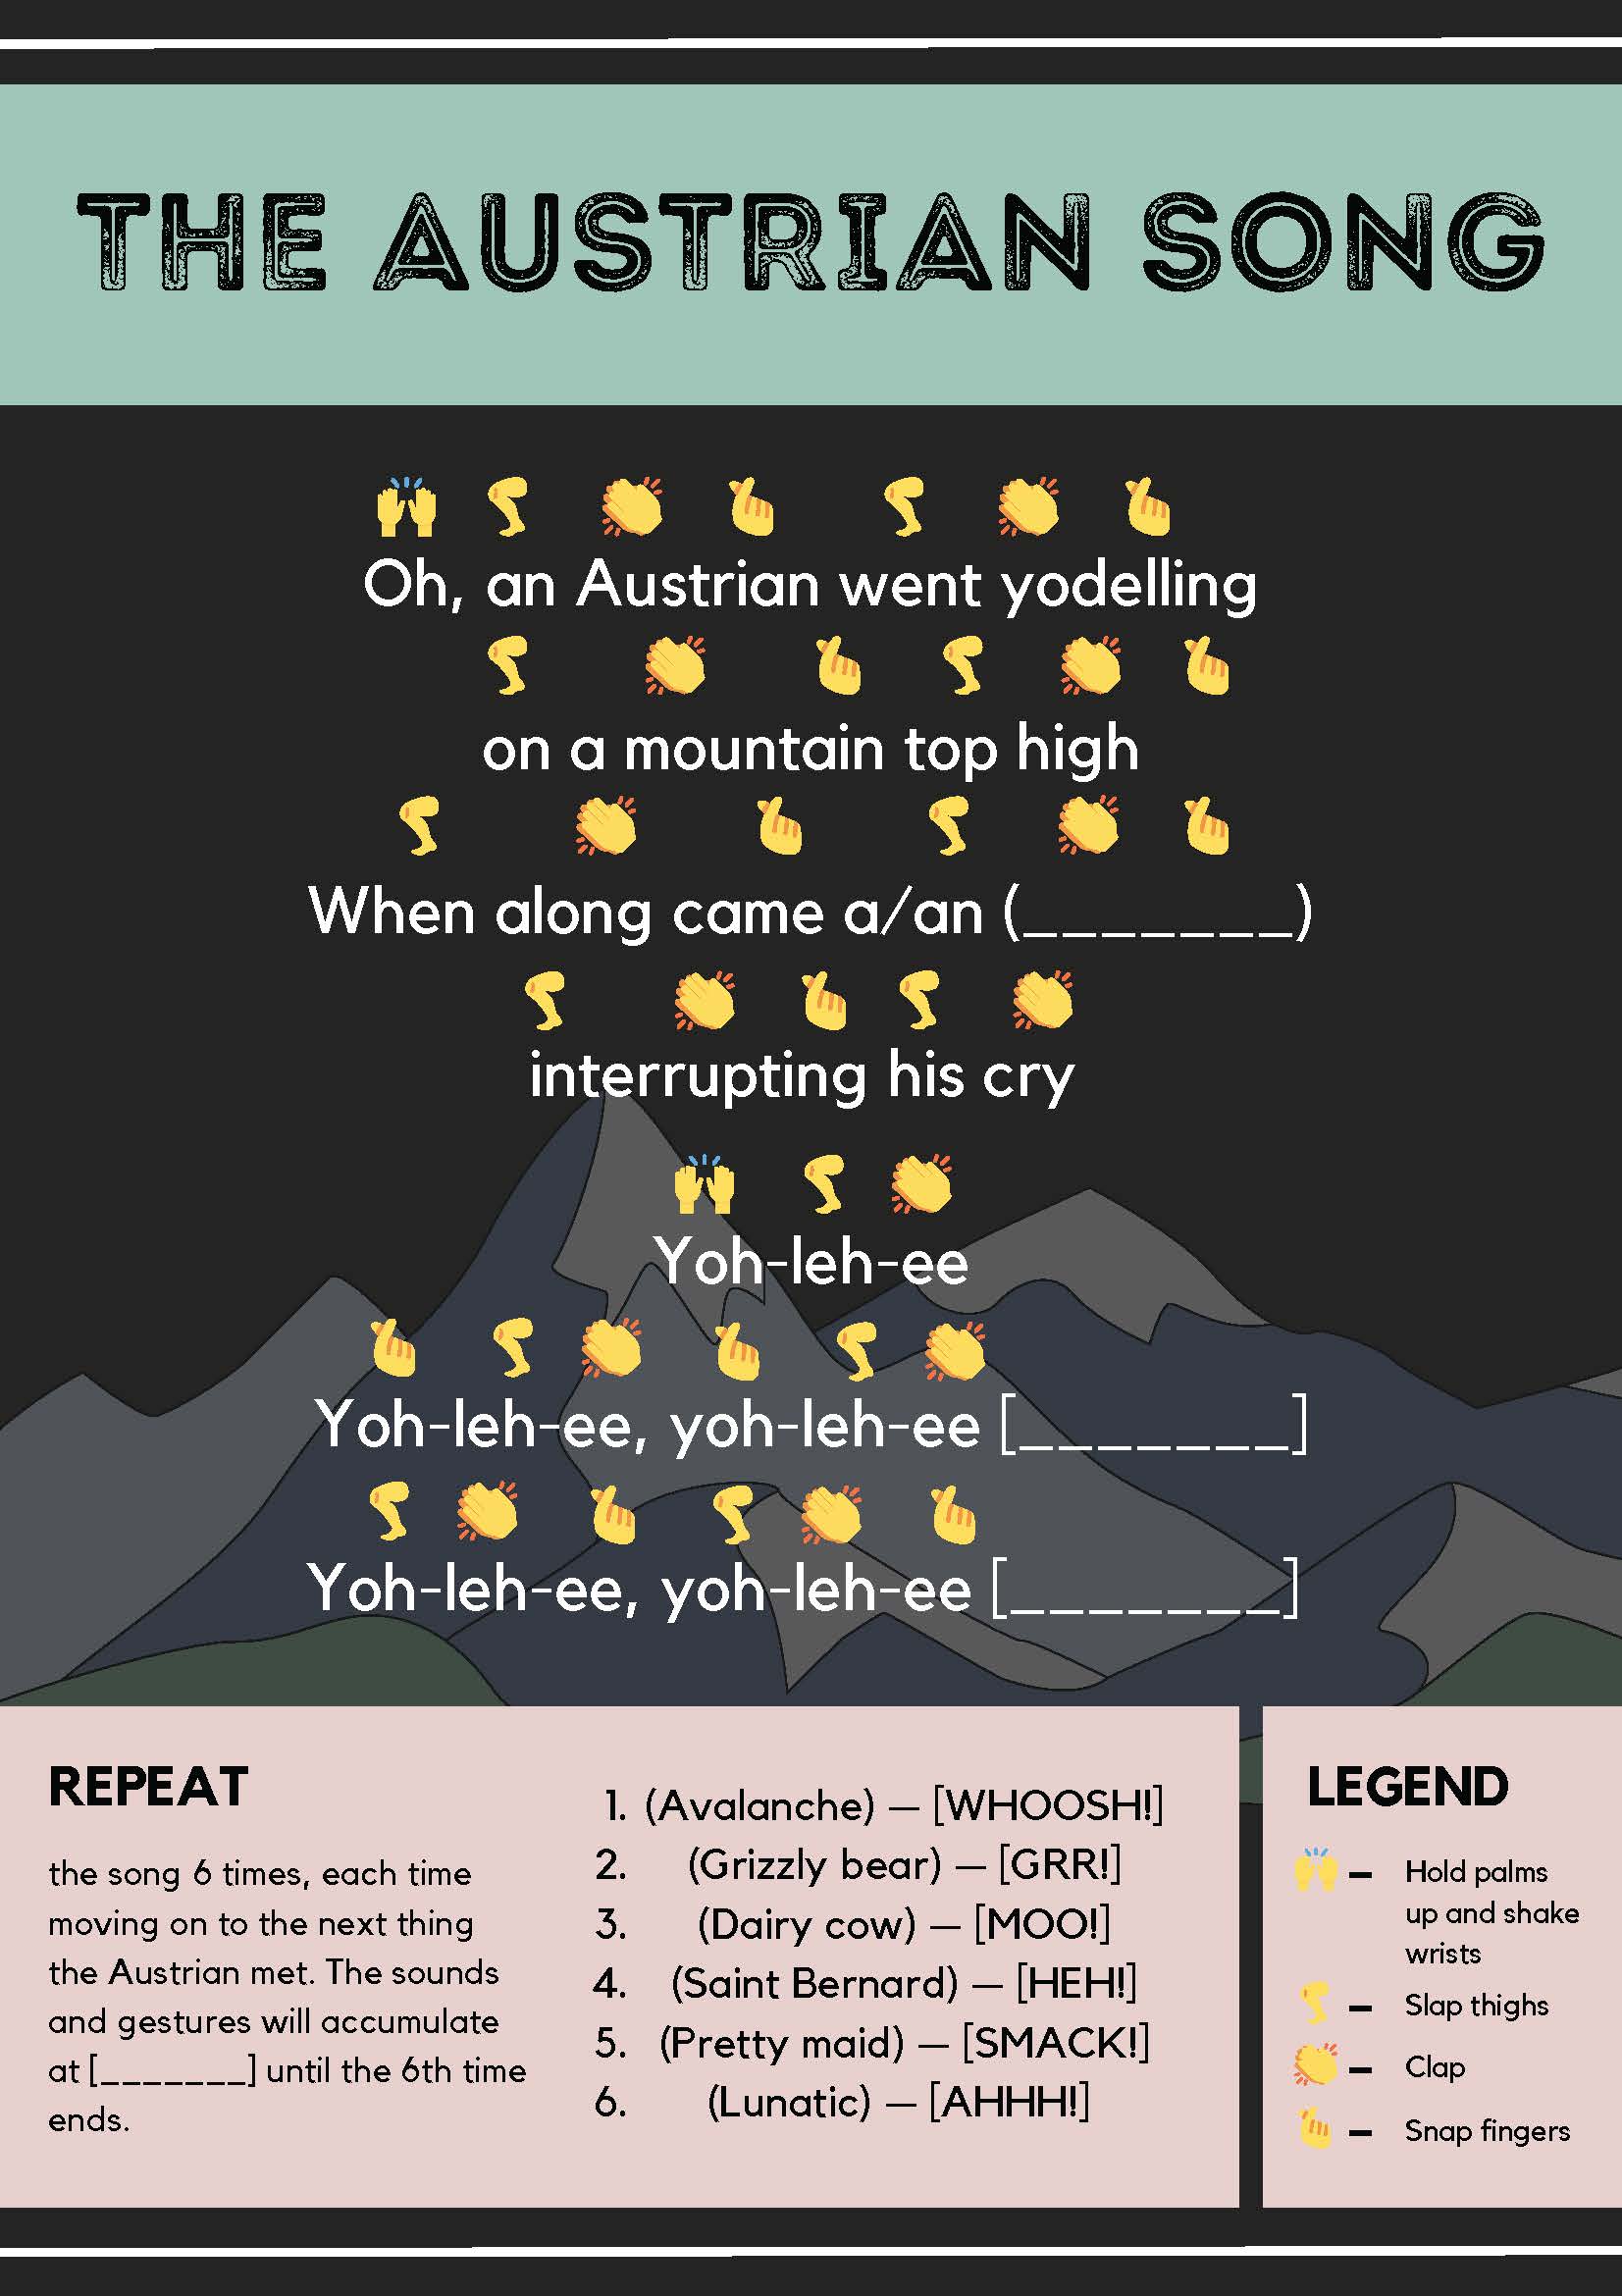 THE AUSTRIAN SONG
Oh, an Austrian went yodelling
on a mountain top high
When along came a/an (_______)
interrupting his cry
Yoh-leh-ee
Yoh-leh-ee, yoh-leh-ee [_______]
Yoh-leh-ee, yoh-leh-ee [_______]
REPEAT
the song 6 times, each time
moving on to the next thing
the Austrian met. The sounds
and gestures will accumulate
at [_______] until the 6th time
ends.
1. (Avalanche) – [WHOOSH!]
2. (Grizzly bear) – [GRR!]
3. (Dairy cow) – [MOO!]
4. (Saint Bernard) – [HEH!]
5. (Pretty maid) – [SMACK!]
6. (Lunatic) – [AHHH!]
LEGEND
🙌 – Hold palms
up and shake
wrists
🦵 – Slap thighs
👏 – Clap
🫰 – Snap fingers